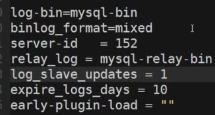 log-bin=mysql-bin
binlog_format=mixed
server-id   = 152
relay_log = mysql-relay-bin
log_slave_updates = 1
expire_logs_days = 10
early-plugin-load = ""